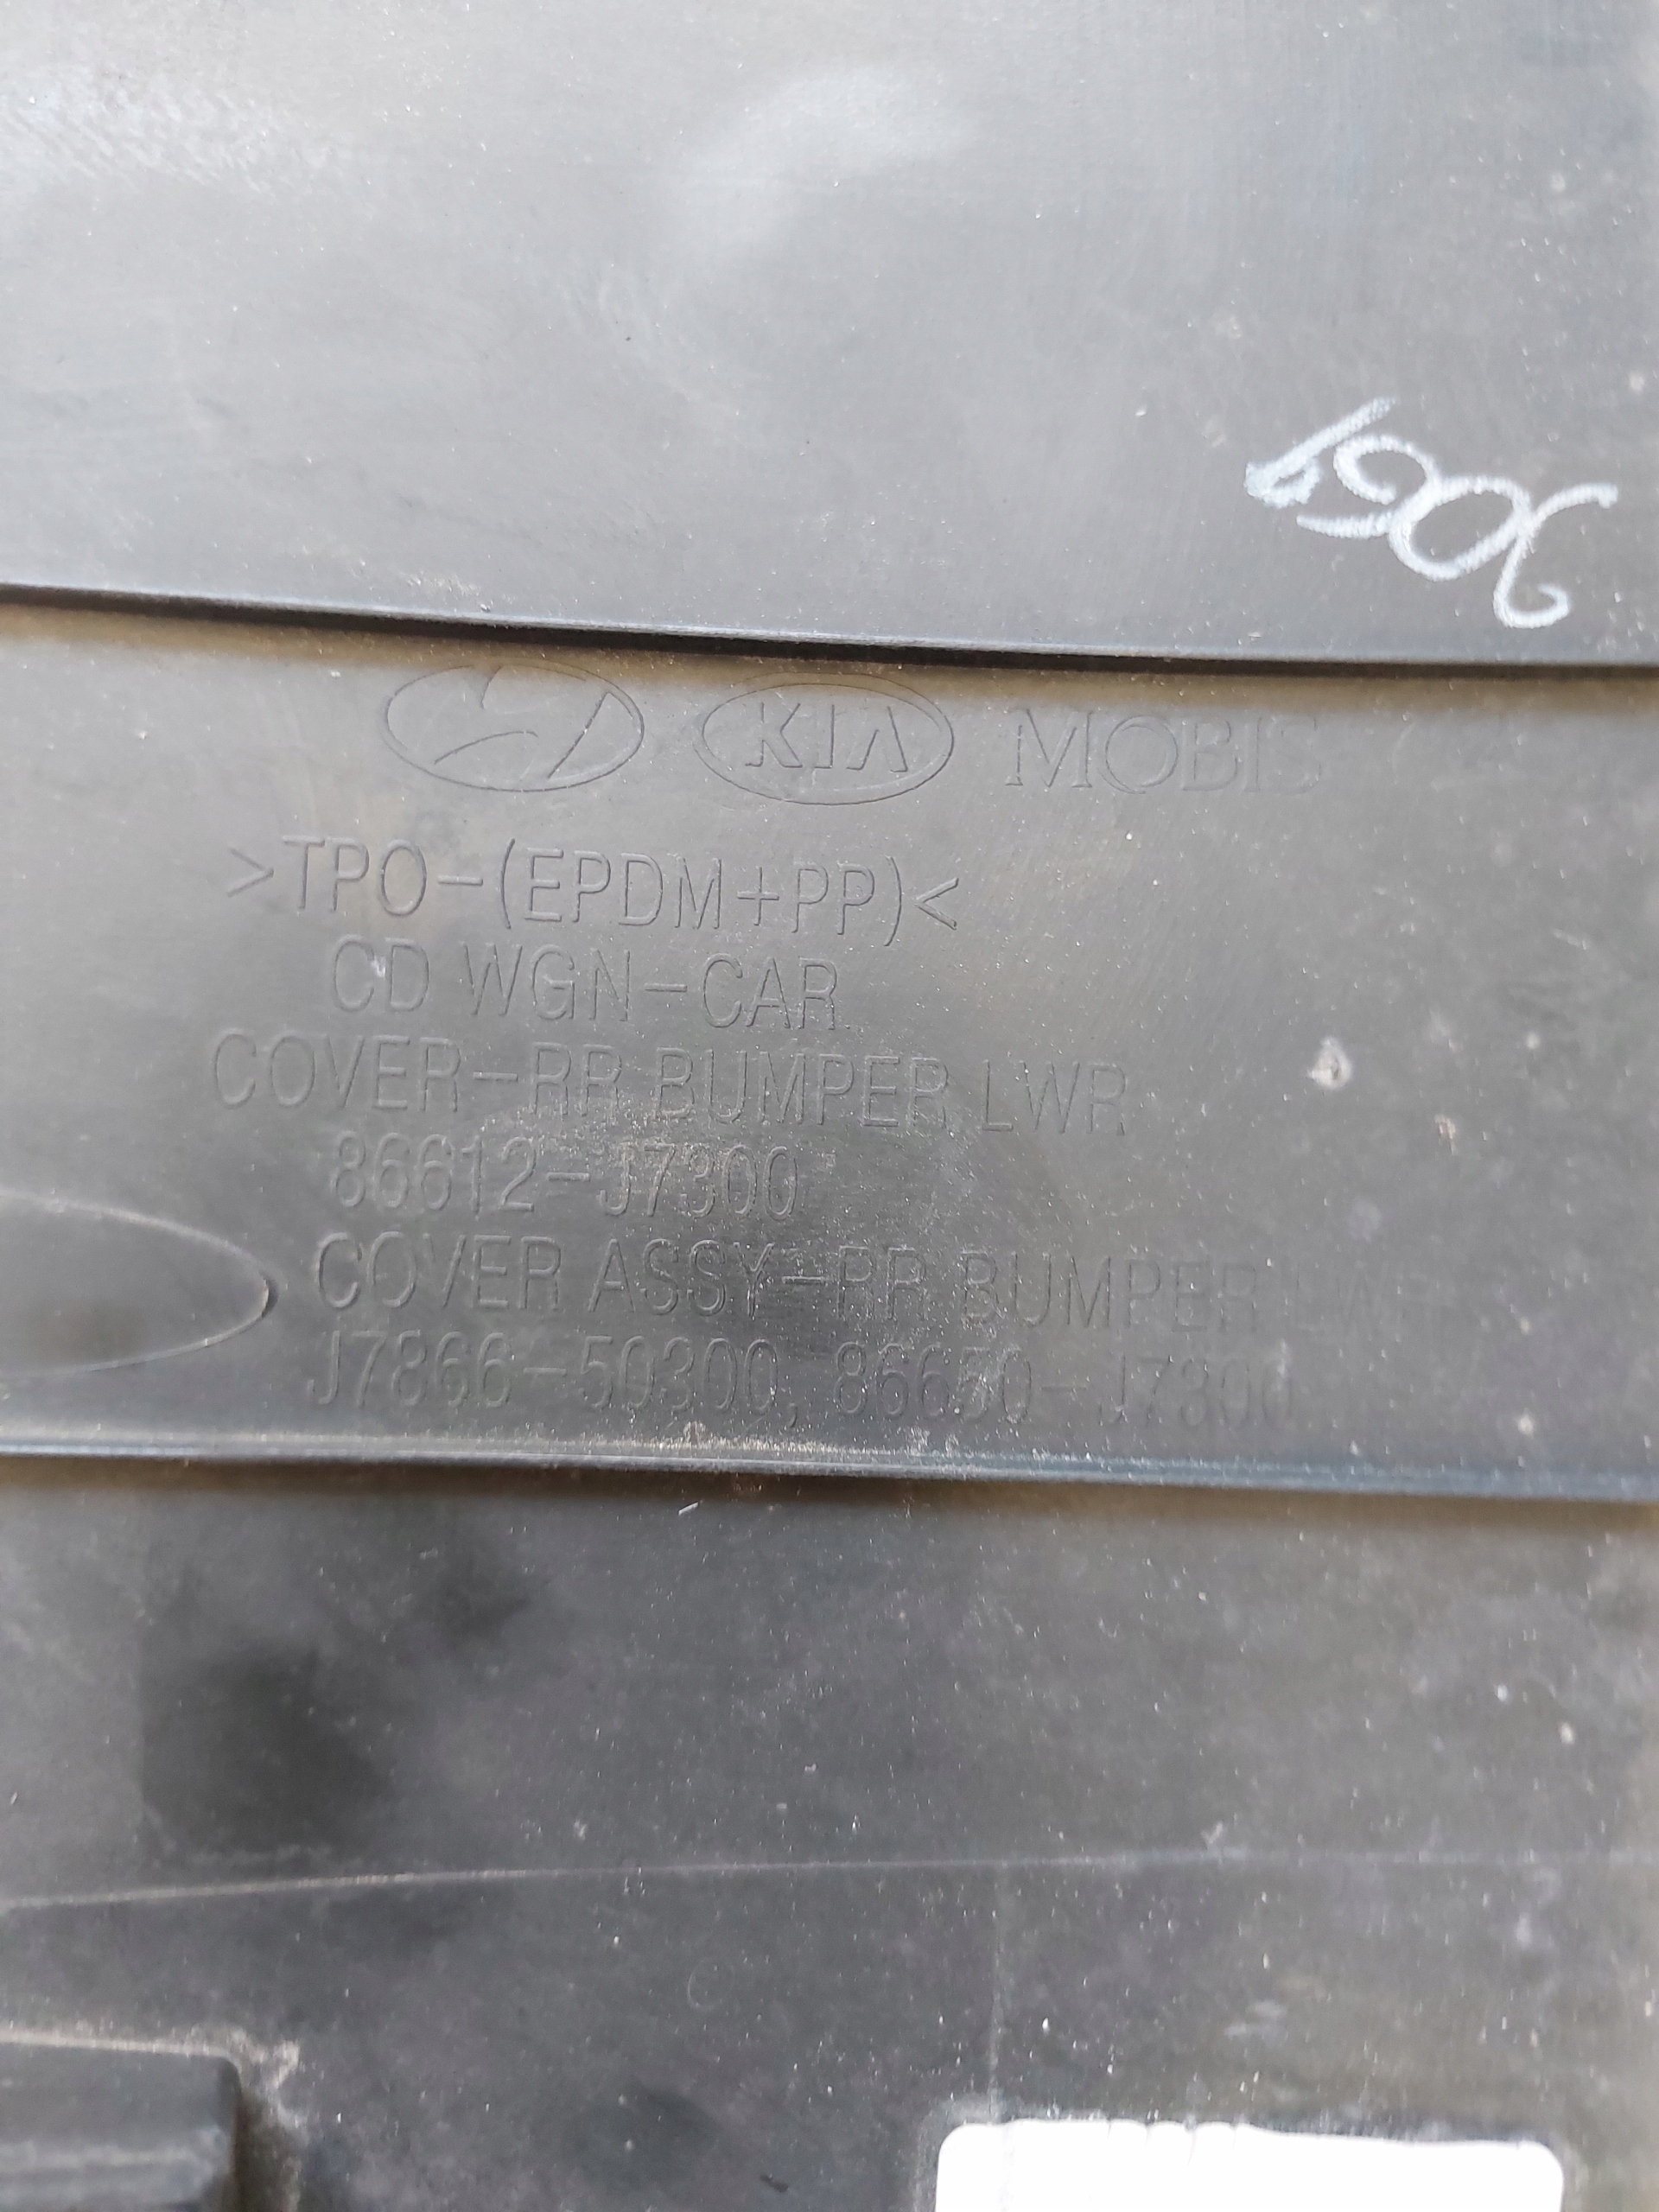 KIA MOBIS
>TPO-(EPDM+PP)<
CD WGN-CAR
COVER-RR BUMPER LWR
86612-J7300
COVER ASSY-RR BUMPER LWR
J7866-50300, 86650-J7300